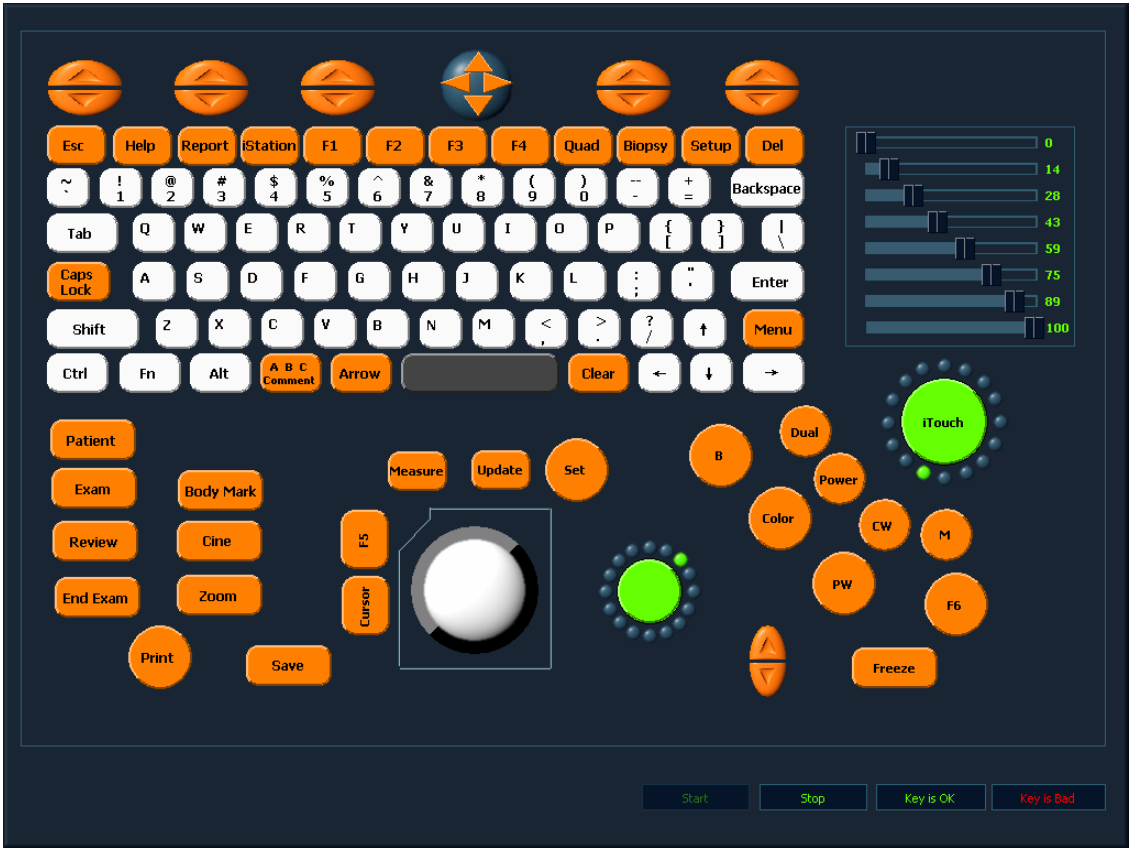 Esc Help Report iStation F1 F2 F3 F4 Quad Biopsy Setup Del
~ ! @ # $ % ^ & * ( ) -- +
` 1 2 3 4 5 6 7 8 9 0 - = Backspace
Tab Q W E R T Y U I O P { } |
[ ] \
Caps Lock A S D F G H J K L : " Enter
; '
Shift Z X C V B N M < > ? ↑ Menu
, . /
Ctrl Fn Alt A B C Comment Arrow Clear ← ↓ →
0
14
28
43
59
75
89
100
iTouch
Patient
Exam
Review
End Exam
Body Mark
Cine
Zoom
Print
Save
Measure
Update
Set
F5
Cursor
B
Dual
Power
Color
CW
M
PW
F6
Freeze
Start
Stop
Key is OK
Key is Bad